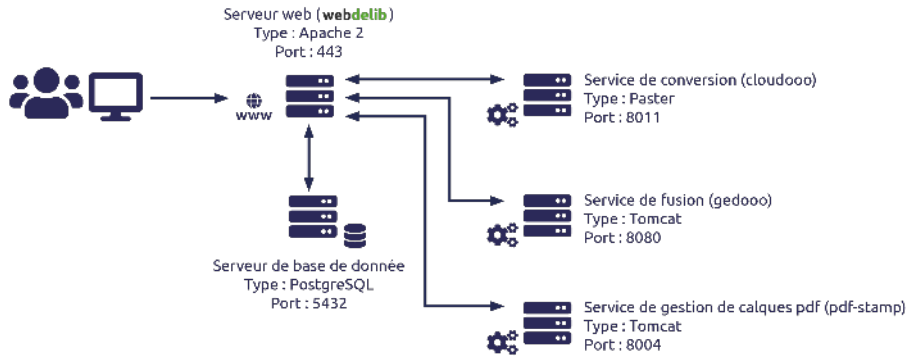 Serveur web (webdelib)
Type : Apache 2
Port : 443
www
Service de conversion (cloudooo)
Type : Paster
Port : 8011
Service de fusion (gedooo)
Type : Tomcat
Port : 8080
Serveur de base de donnée
Type : PostgreSQL
Port : 5432
Service de gestion de calques pdf (pdf-stamp)
Type : Tomcat
Port : 8004